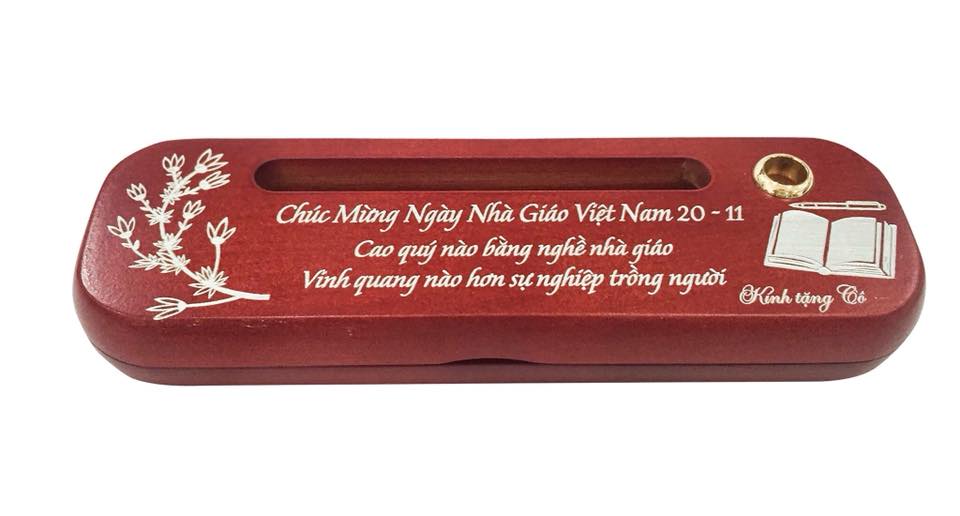 Chúc Mừng Ngày Nhà Giáo Việt Nam 20 - 11
Cao quý nào bằng nghề nhà giáo
Vinh quang nào hơn sự nghiệp trồng người
Kính tặng Cô